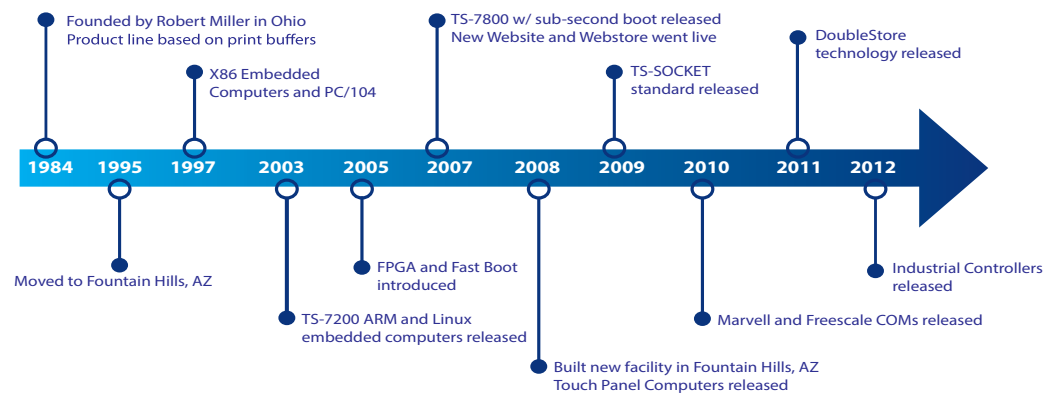 Founded by Robert Miller in Ohio
Product line based on print buffers
X86 Embedded
Computers and PC/104
TS-7800 w/ sub-second boot released
New Website and Webstore went live
TS-SOCKET
standard released
DoubleStore
technology released
1984 1995 1997 2003 2005 2007 2008 2009 2010 2011 2012
Moved to Fountain Hills, AZ
TS-7200 ARM and Linux
embedded computers released
FPGA and Fast Boot
introduced
Built new facility in Fountain Hills, AZ
Touch Panel Computers released
Marvell and Freescale COMs released
Industrial Controllers
released